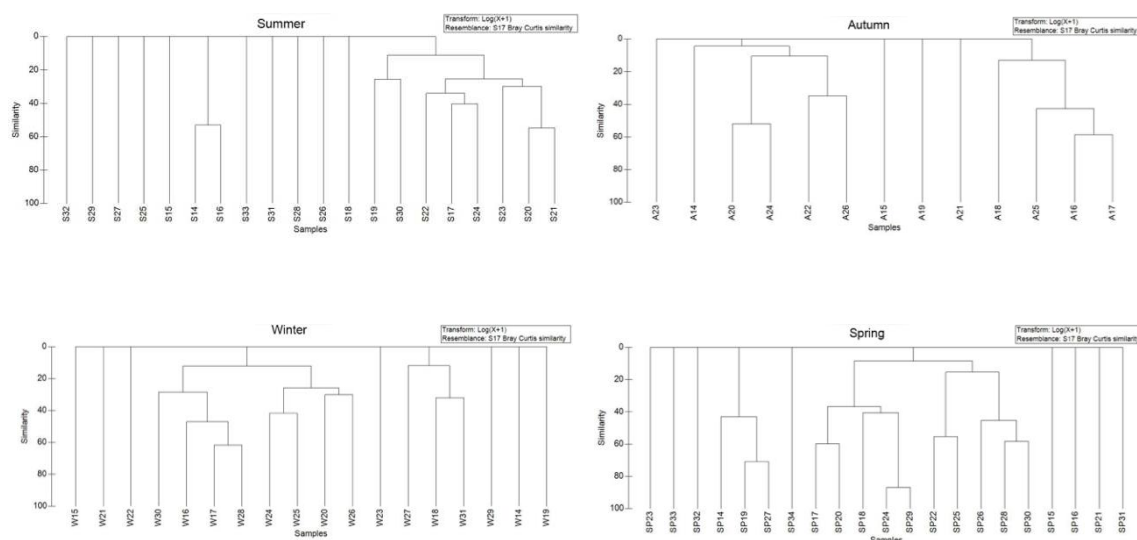 Summer
Transform: Log(X+1)
Resemblance: S17 Bray Curtis similarity
0
20
40
60
80
100
Similarity
S32 S29 S27 S25 S15 S14 S16 S33 S31 S28 S26 S18 S19 S30 S22 S17 S24 S23 S20 S21
Samples
Autumn
Transform: Log(X+1)
Resemblance: S17 Bray Curtis similarity
0
20
40
60
80
100
Similarity
A23 A14 A20 A24 A22 A26 A15 A19 A21 A18 A25 A16 A17
Samples
Winter
Transform: Log(X+1)
Resemblance: S17 Bray Curtis similarity
0
20
40
60
80
100
Similarity
W15 W21 W22 W30 W16 W17 W28 W24 W25 W20 W26 W23 W27 W18 W31 W29 W14 W19
Samples
Spring
Transform: Log(X+1)
Resemblance: S17 Bray Curtis similarity
0
20
40
60
80
100
Similarity
SP23 SP33 SP32 SP14 SP19 SP27 SP34 SP17 SP20 SP18 SP24 SP29 SP22 SP25 SP26 SP28 SP30 SP15 SP16 SP21 SP31
Samples